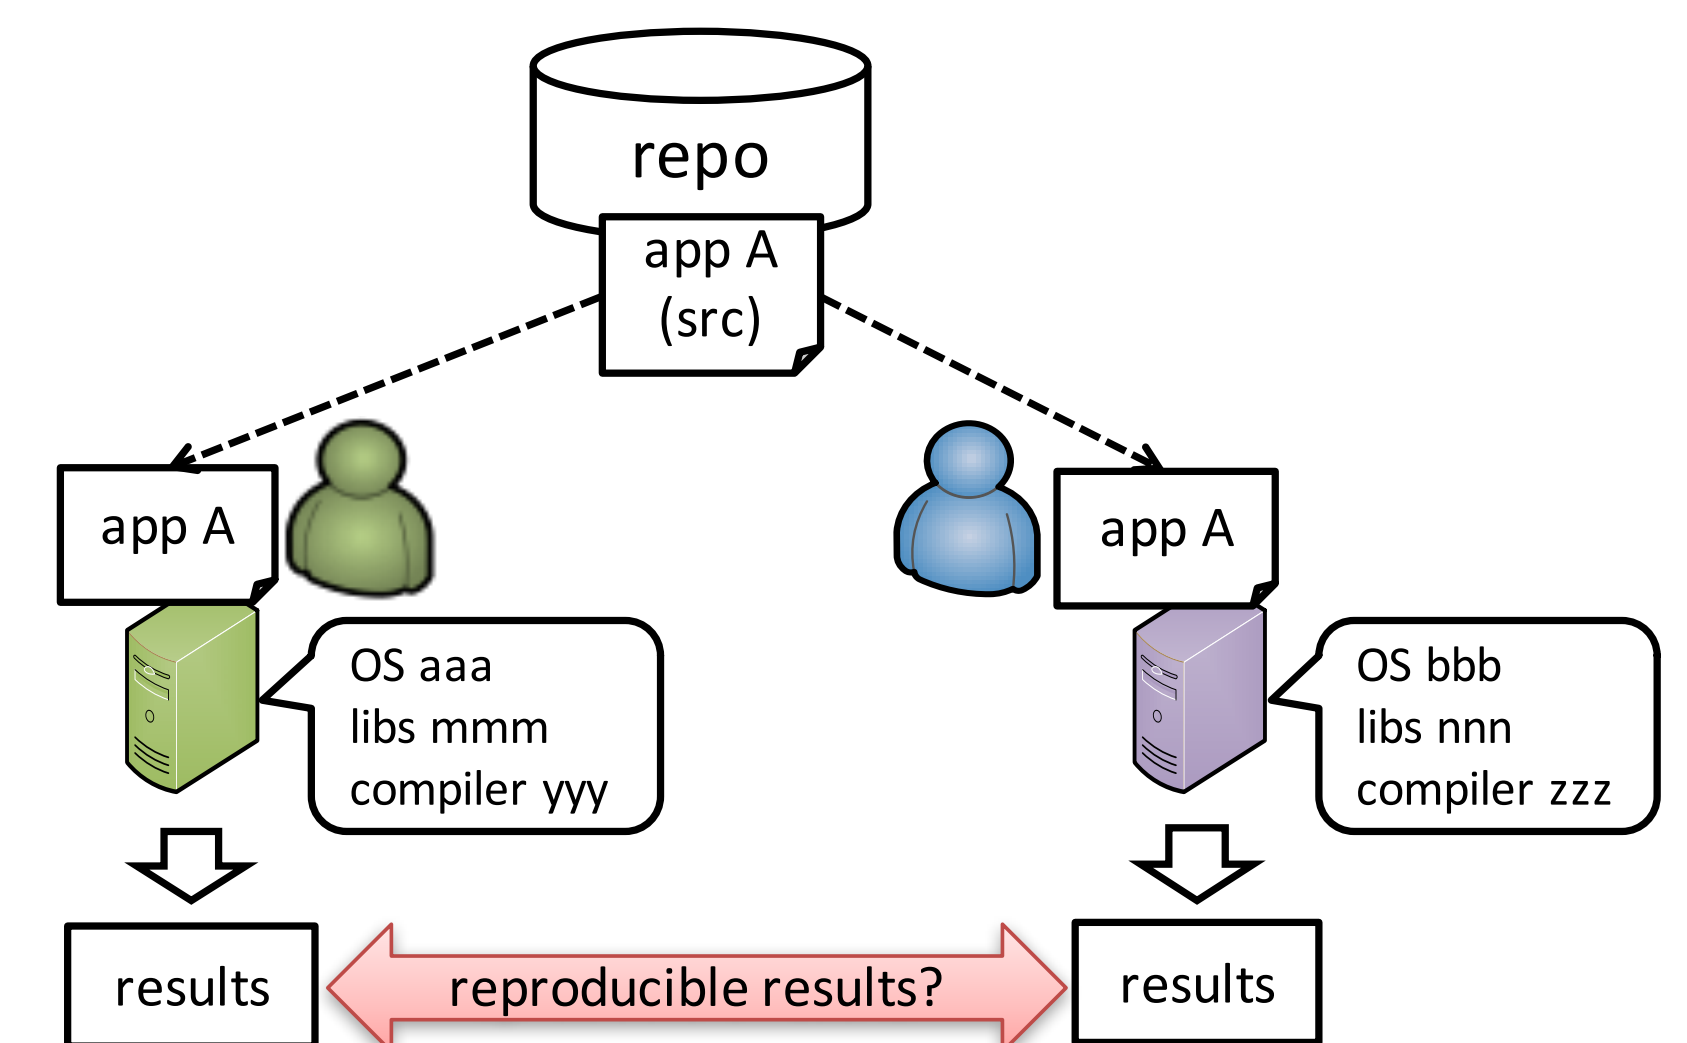 repo
app A
(src)
app A
app A
OS aaa
libs mmm
compiler yyy
OS bbb
libs nnn
compiler zzz
results
reproducible results?
results